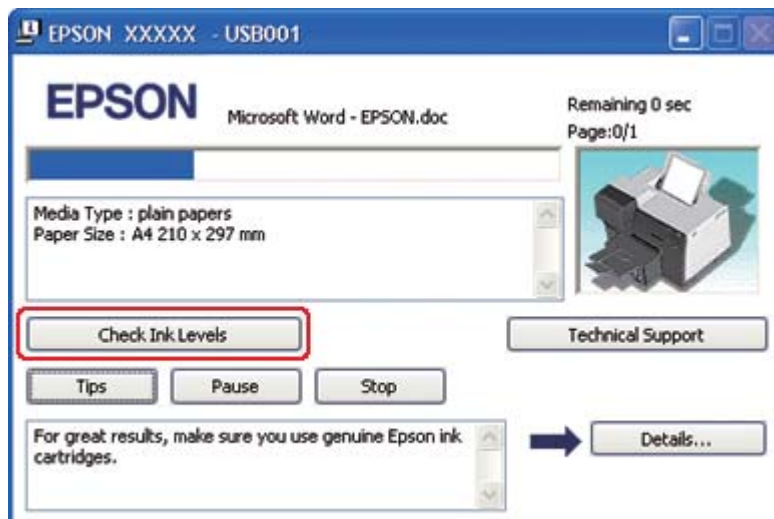 EPSON XXXXX - USB001
EPSON
Microsoft Word - EPSON.doc
Remaining 0 sec
Page:0/1
Media Type : plain papers
Paper Size : A4 210 x 297 mm
Check Ink Levels
Technical Support
Tips
Pause
Stop
For great results, make sure you use genuine Epson ink
cartridges.
Details...